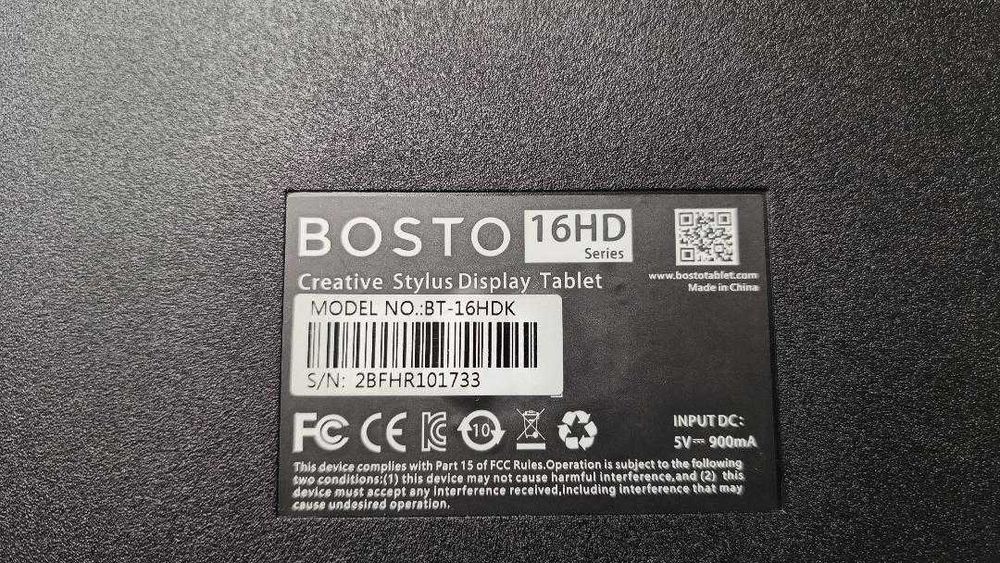 BOSTO 16HD
Series
Creative Stylus Display Tablet
www.bostotablet.com
Made in China
MODEL NO.:BT-16HDK
S/N: 2BFHR101733
FC CE 10
INPUT DC:
5V⎓900mA
This device complies with Part 15 of FCC Rules.Operation is subject to the following
two conditions:(1) this device may not cause harmful interference,and (2) this
device must accept any interference received,including interference that may
cause undesired operation.